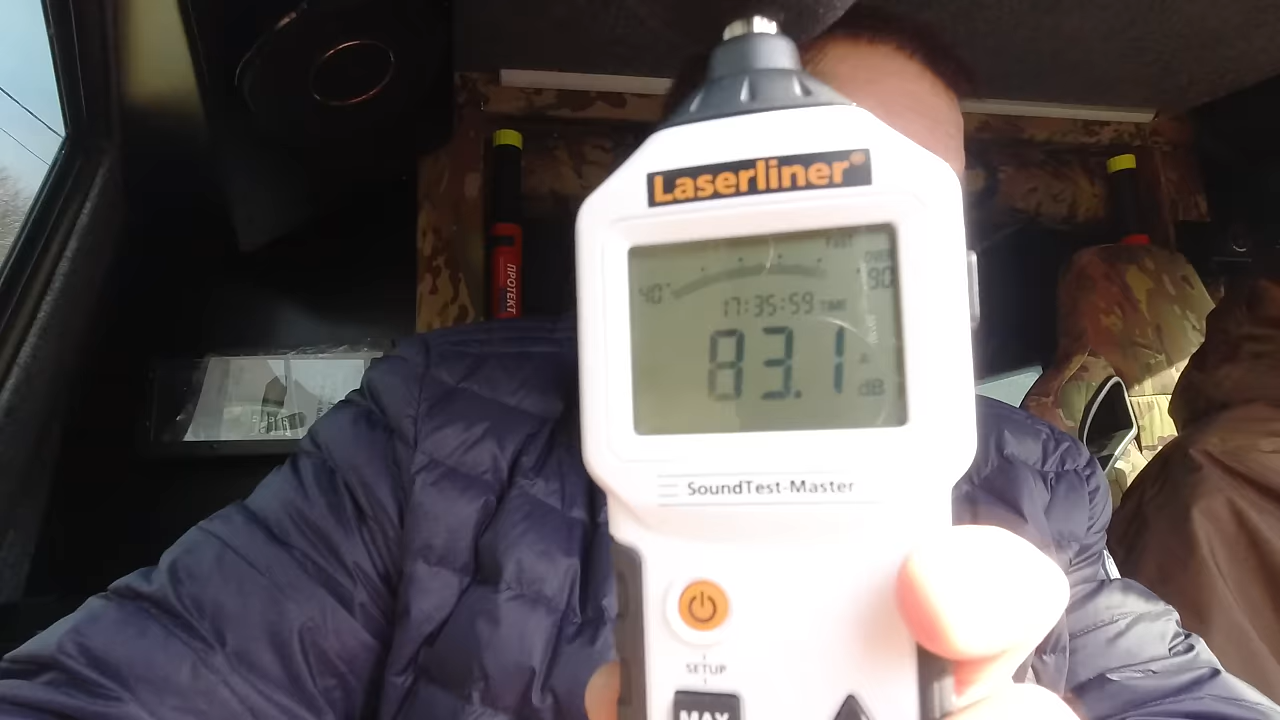 Laserliner®
FAST
OVER
40
90
17:35:59 TIME
83.1
A
dB
SoundTest-Master
SETUP
MAX
ПРОТЕКТ